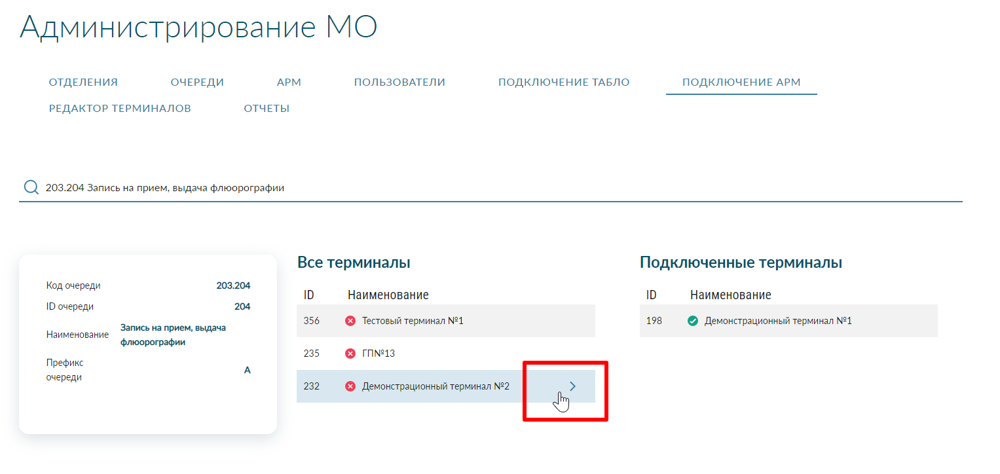 Администрирование МО
ОТДЕЛЕНИЯ ОЧЕРЕДИ АРМ ПОЛЬЗОВАТЕЛИ ПОДКЛЮЧЕНИЕ ТАБЛО ПОДКЛЮЧЕНИЕ АРМ
РЕДАКТОР ТЕРМИНАЛОВ ОТЧЕТЫ
203.204 Запись на прием, выдача флюорографии
Код очереди 203.204
ID очереди 204
Наименование Запись на прием, выдача
флюорографии
Префикс
очереди A
Все терминалы
ID Наименование
356 Тестовый терминал №1
235 ГП№13
232 Демонстрационный терминал №2
Подключенные терминалы
ID Наименование
198 Демонстрационный терминал №1